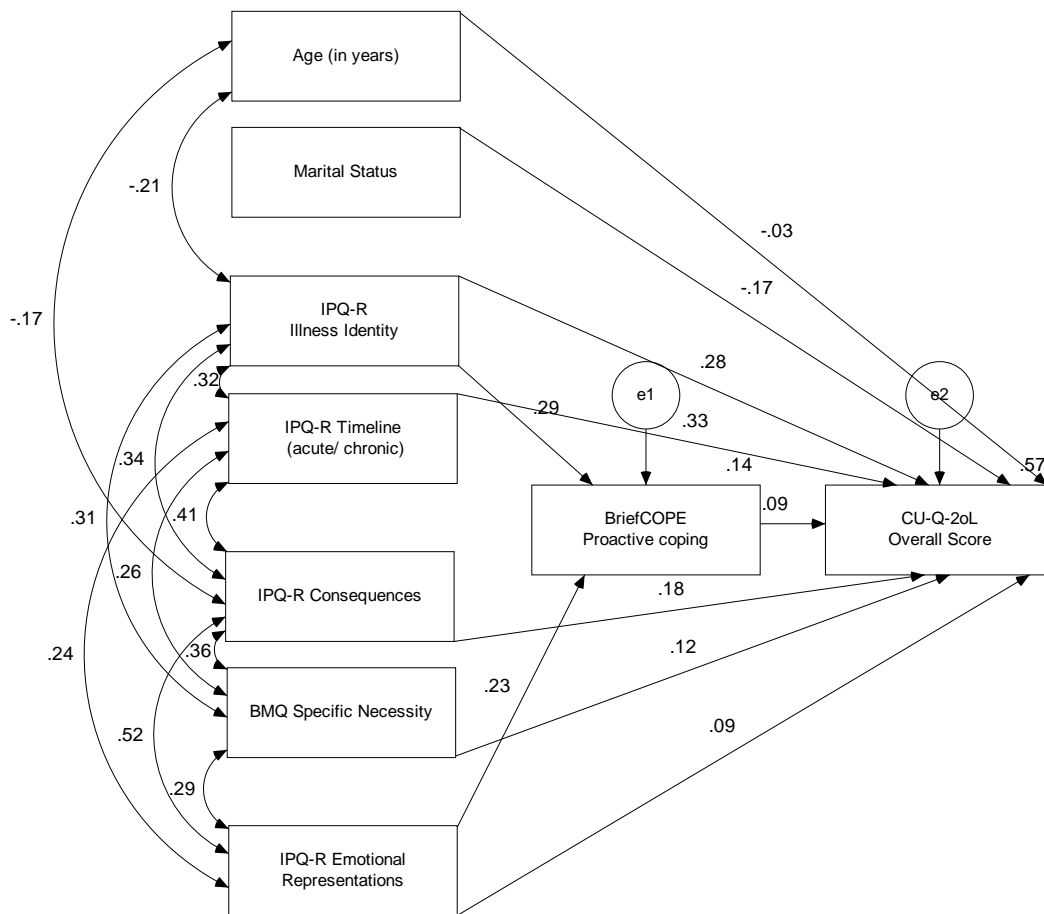 Age (in years)
Marital Status
-.21
-.03
-.17
-.17
IPQ-R
Illness Identity
.28
.32
e1
e2
.29
.33
IPQ-R Timeline
(acute/ chronic)
.34
.14
.57
.31
.41
.09
BriefCOPE
Proactive coping
CU-Q-2oL
Overall Score
.26
IPQ-R Consequences
.18
.24
.36
.12
.23
BMQ Specific Necessity
.52
.09
.29
IPQ-R Emotional
Representations